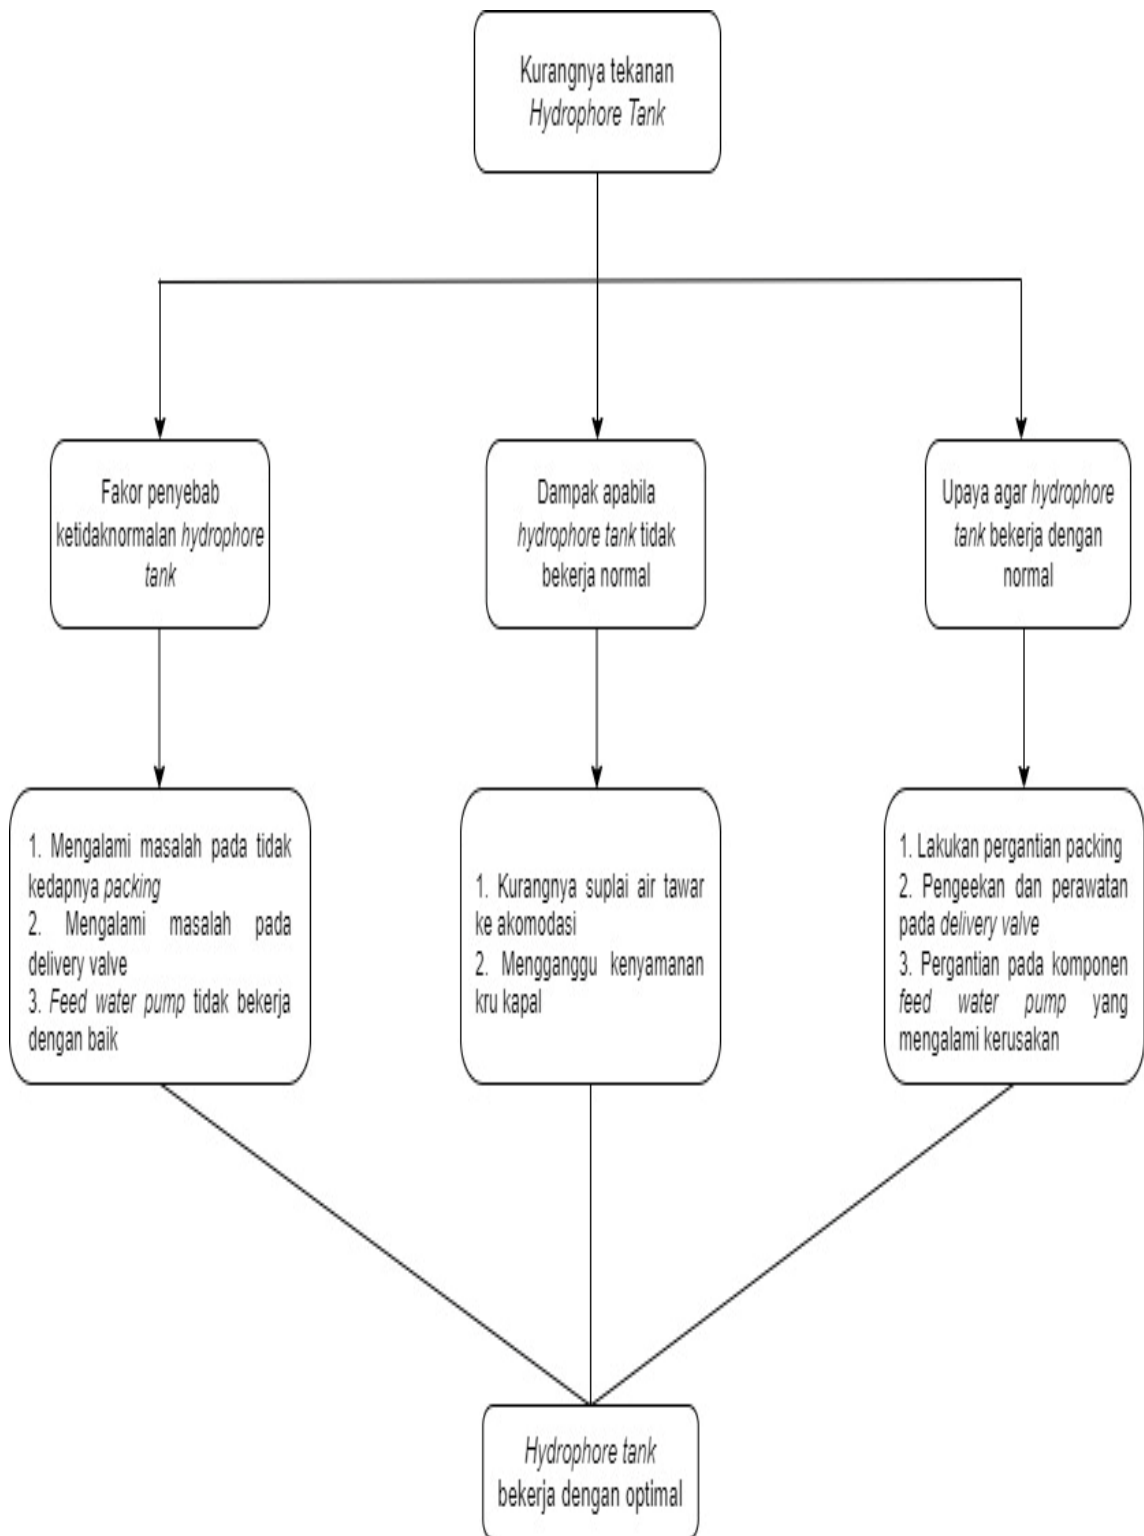 Kurangnya tekanan
Hydrophore Tank
Fakor penyebab
ketidaknormalan hydrophore
tank
Dampak apabila
hydrophore tank tidak
bekerja normal
Upaya agar hydrophore
tank bekerja dengan
normal
1. Mengalami masalah pada tidak
kedapnya packing
2. Mengalami masalah pada
delivery valve
3. Feed water pump tidak bekerja
dengan baik
1. Kurangnya suplai air tawar
ke akomodasi
2. Mengganggu kenyamanan
kru kapal
1. Lakukan pergantian packing
2. Pengeekan dan perawatan
pada delivery valve
3. Pergantian pada komponen
feed water pump yang
mengalami kerusakan
Hydrophore tank
bekerja dengan optimal